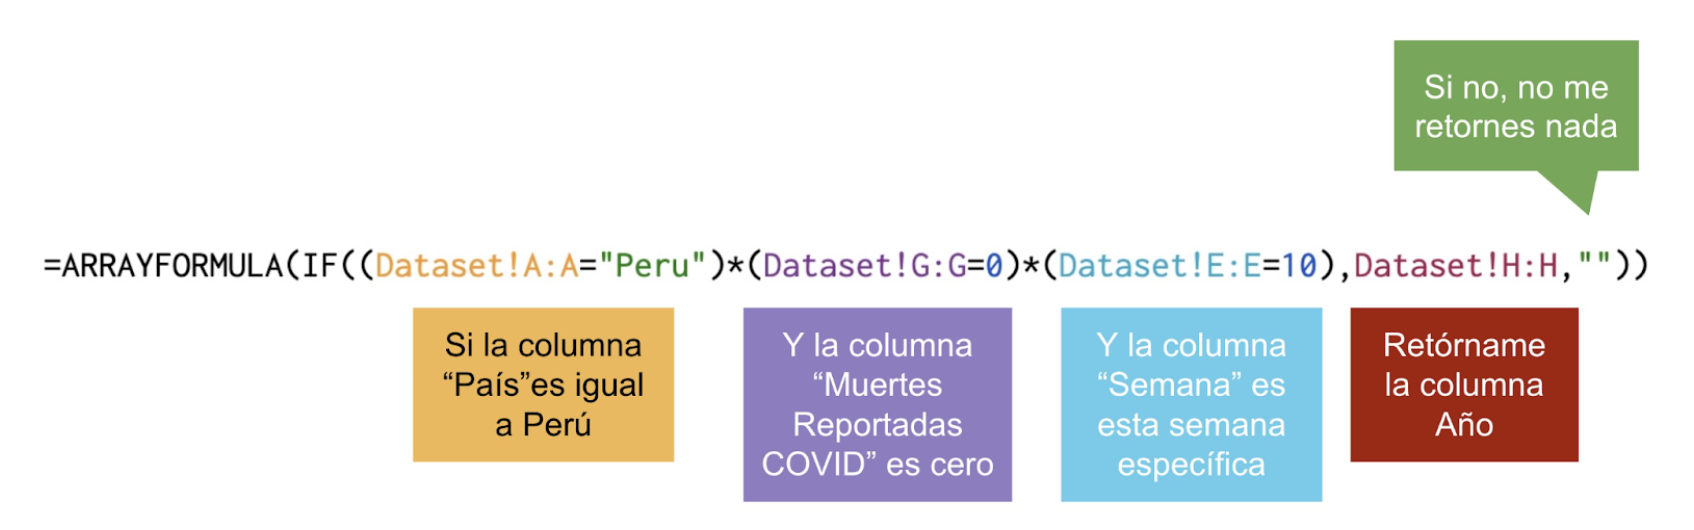 Si no, no me
retornes nada
=ARRAYFORMULA(IF((Dataset!A:A="Peru")*(Dataset!G:G=0)*(Dataset!E:E=10),Dataset!H:H,""))
Si la columna
“País”es igual
a Perú
Y la columna
“Muertes
Reportadas
COVID” es cero
Y la columna
“Semana” es
esta semana
específica
Retórname
la columna
Año